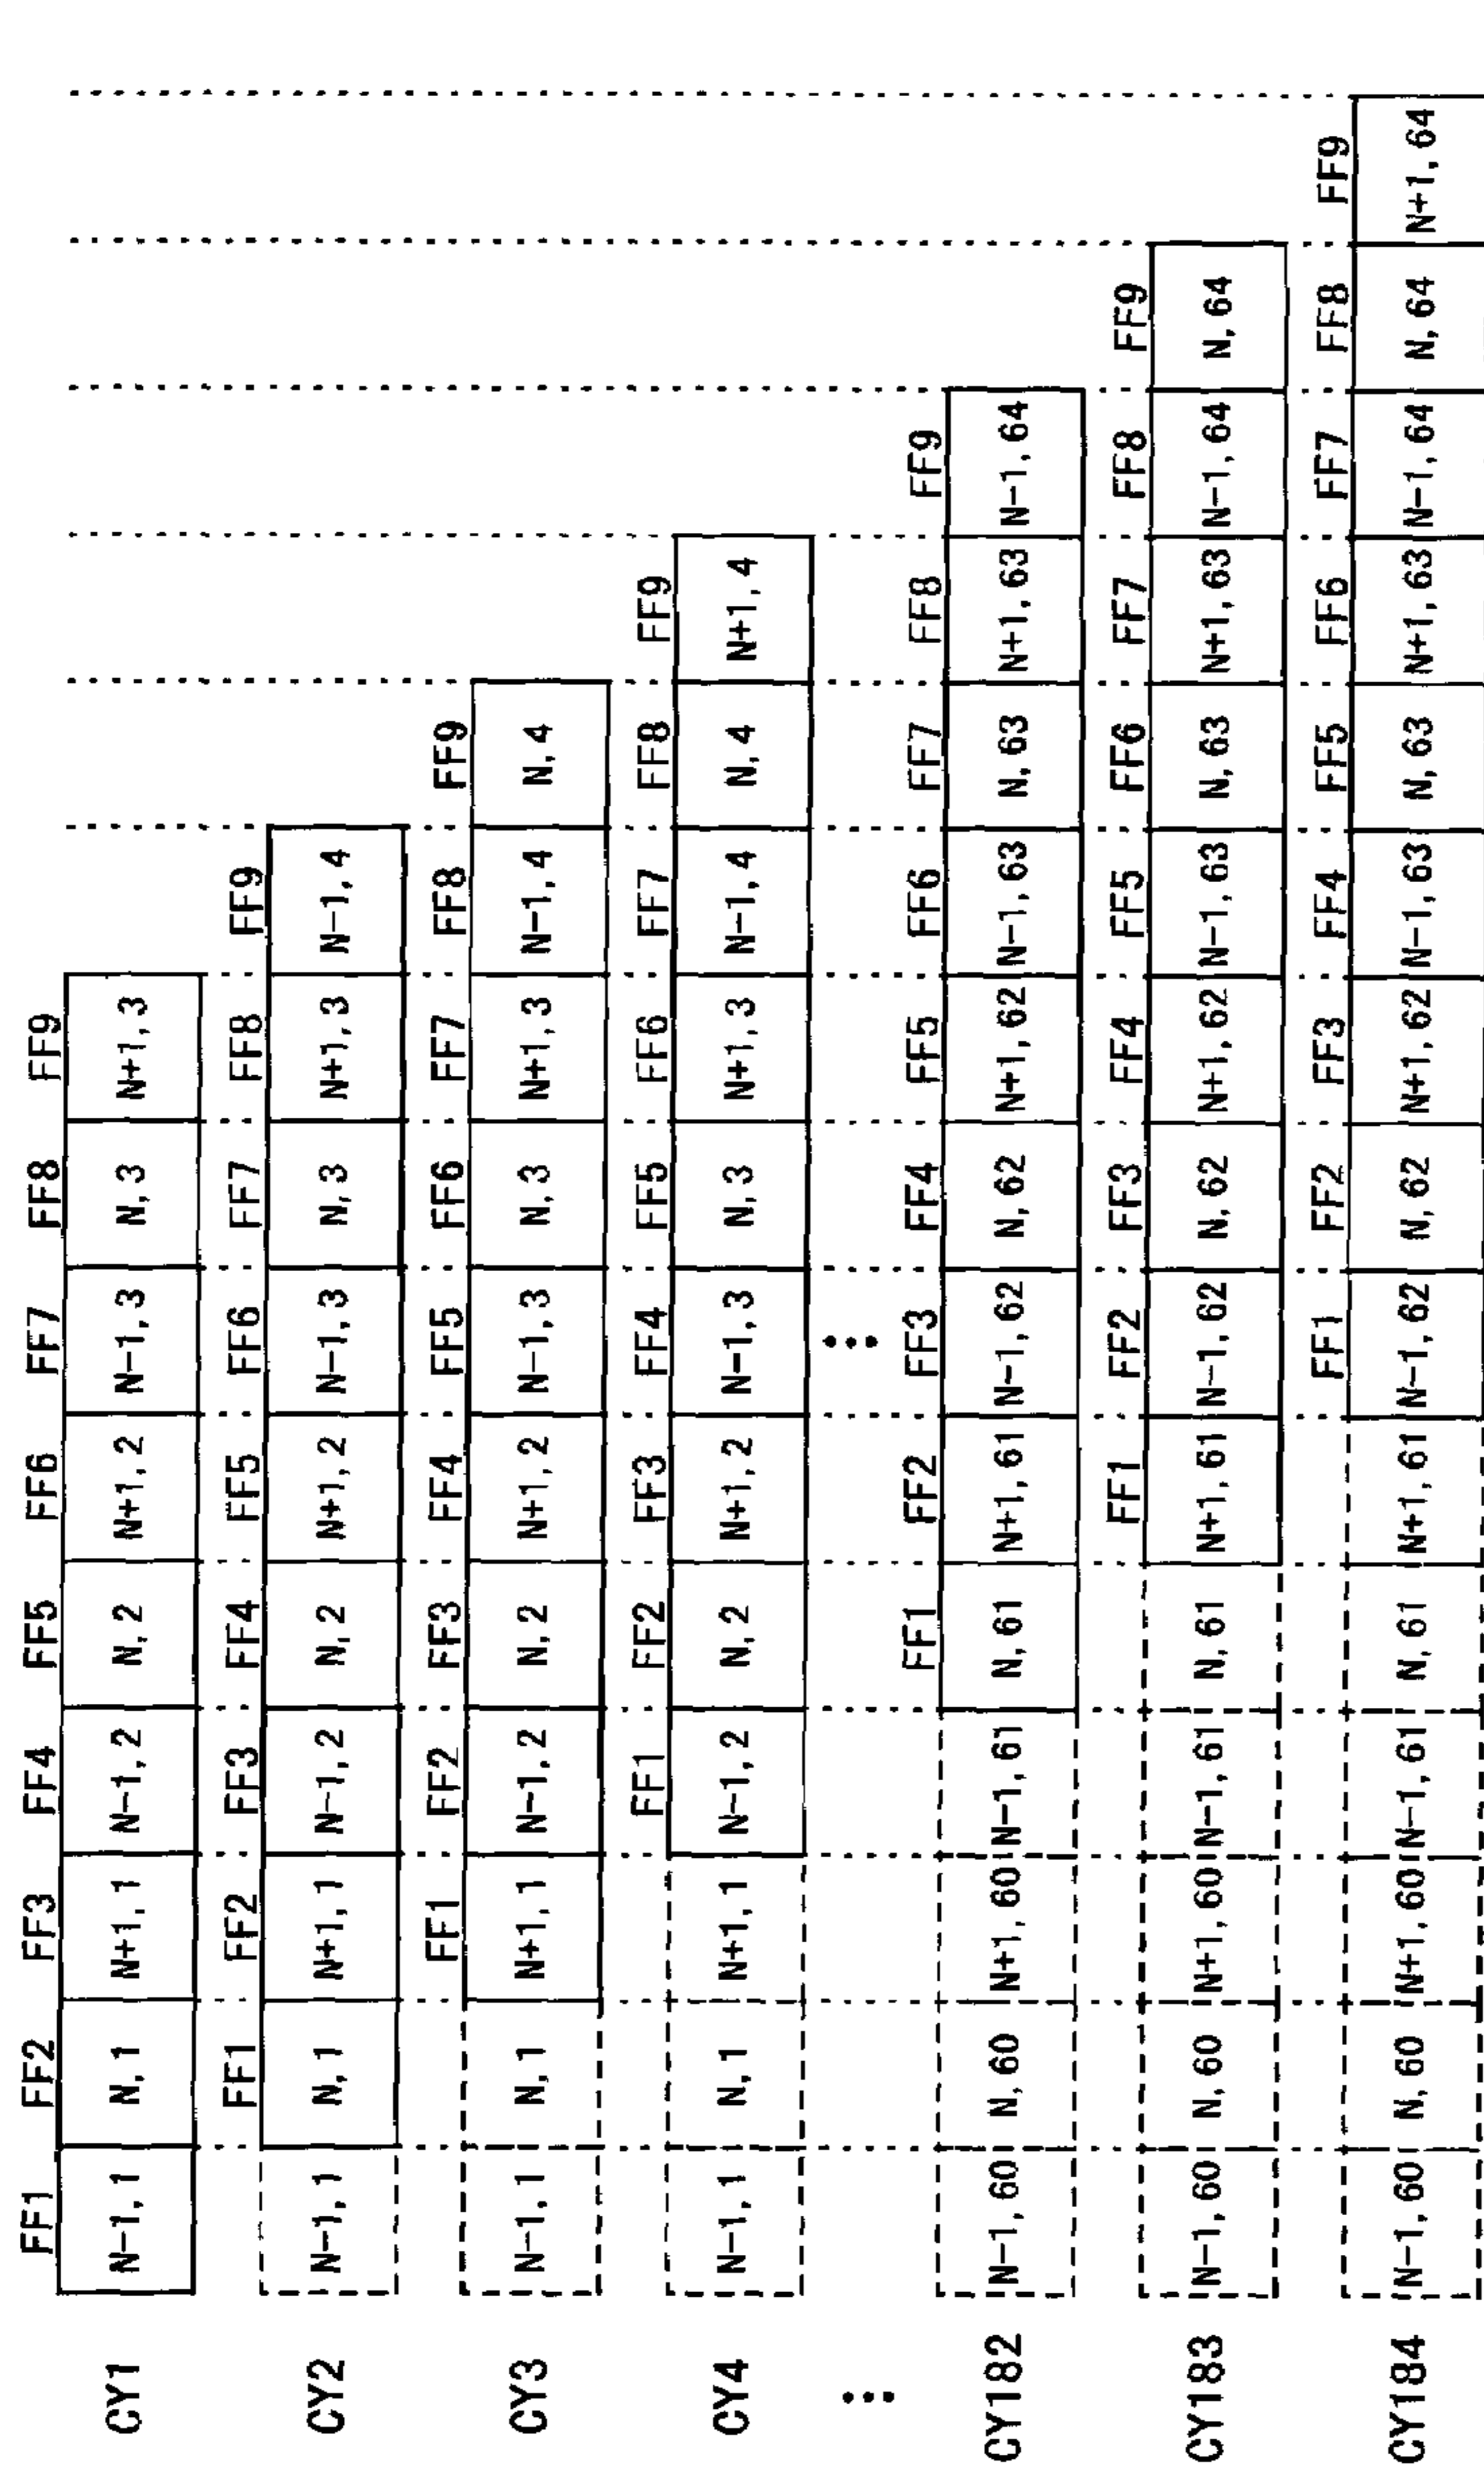 FF1 FF2 FF3 FF4 FF5 FF6 FF7 FF8 FF9
CY1 N-1,1 N,1 N+1,1 N-1,2 N,2 N+1,2 N-1,3 N,3 N+1,3
FF1 FF2 FF3 FF4 FF5 FF6 FF7 FF8 FF9
CY2 N-1,1 N,1 N+1,1 N-1,2 N,2 N+1,2 N-1,3 N,3 N+1,3 N-1,4
FF1 FF2 FF3 FF4 FF5 FF6 FF7 FF8 FF9
CY3 N-1,1 N,1 N+1,1 N-1,2 N,2 N+1,2 N-1,3 N,3 N+1,3 N-1,4 N,4
FF1 FF2 FF3 FF4 FF5 FF6 FF7 FF8 FF9
CY4 N-1,1 N,1 N+1,1 N-1,2 N,2 N+1,2 N-1,3 N,3 N+1,3 N-1,4 N,4 N+1,4
FF1 FF2 FF3 FF4 FF5 FF6 FF7 FF8 FF9
CY182 N-1,60 N,60 N+1,60 N-1,61 N,61 N+1,61 N-1,62 N,62 N+1,62 N-1,63 N,63 N+1,63 N-1,64
FF1 FF2 FF3 FF4 FF5 FF6 FF7 FF8 FF9
CY183 N-1,60 N,60 N+1,60 N-1,61 N,61 N+1,61 N-1,62 N,62 N+1,62 N-1,63 N,63 N+1,63 N-1,64 N,64
FF1 FF2 FF3 FF4 FF5 FF6 FF7 FF8 FF9
CY184 N-1,60 N,60 N+1,60 N-1,61 N,61 N+1,61 N-1,62 N,62 N+1,62 N-1,63 N,63 N+1,63 N-1,64 N,64 N+1,64